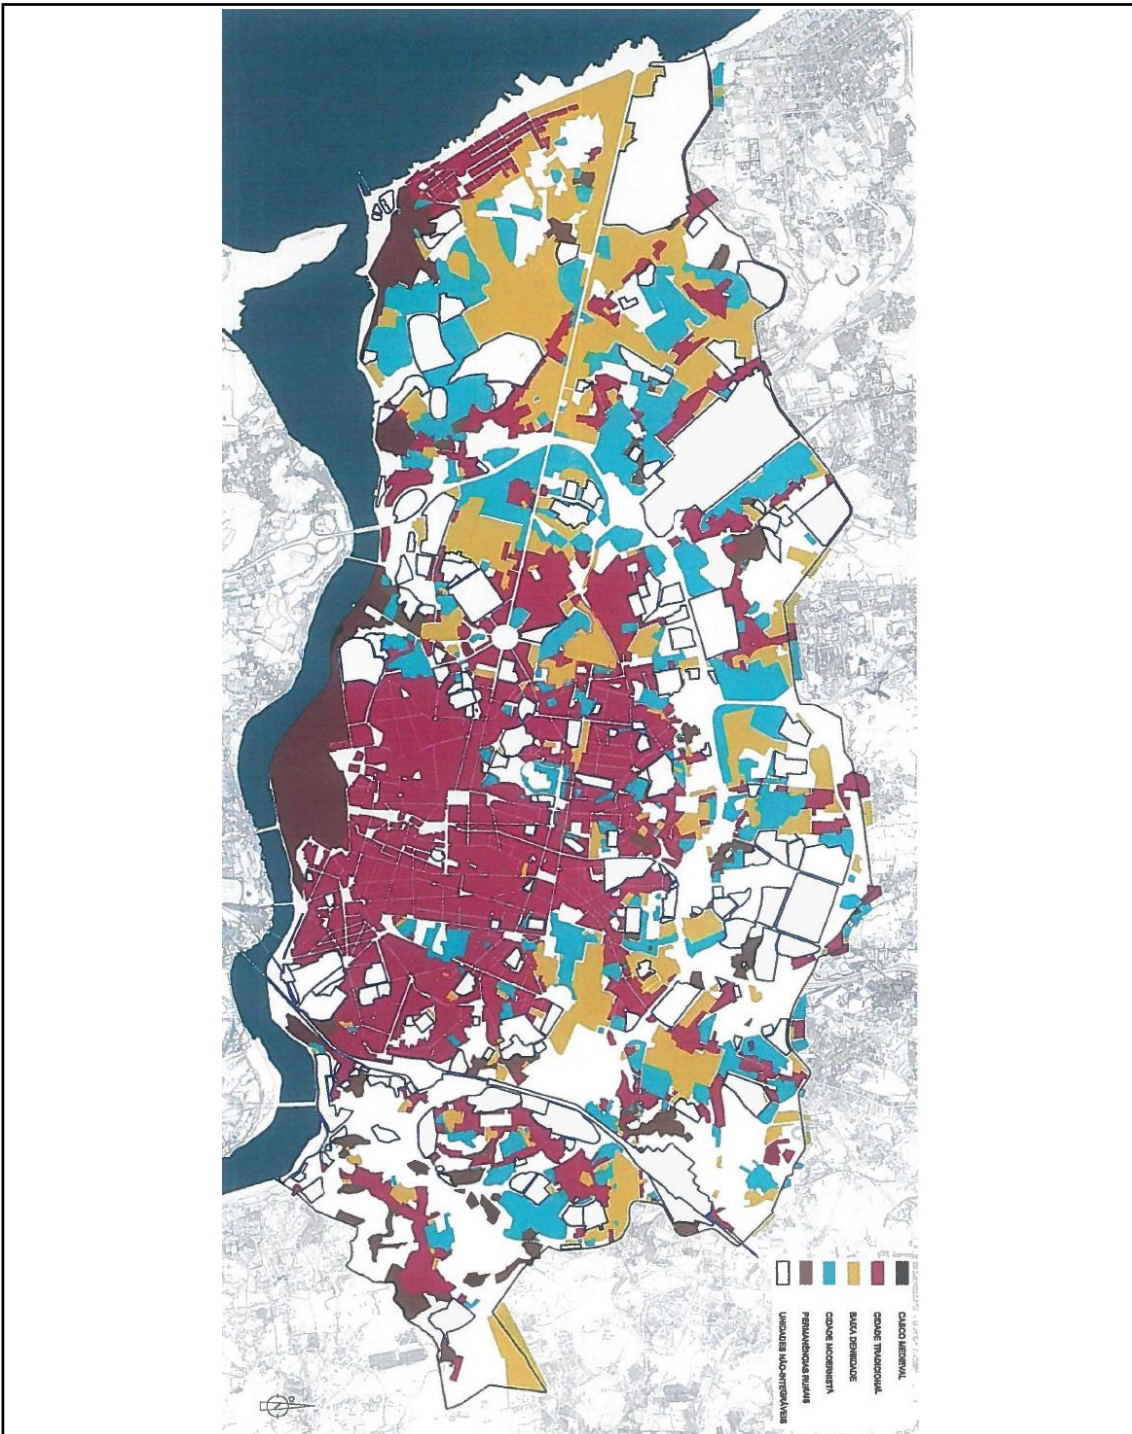 CASCO MEDIEVAL
CIDADE TRADICIONAL
BAIXA DENSIDADE
CIDADE MODERNISTA
PERMANÊNCIAS RURAIS
UNIDADES NÃO-INTEGRÁVEIS